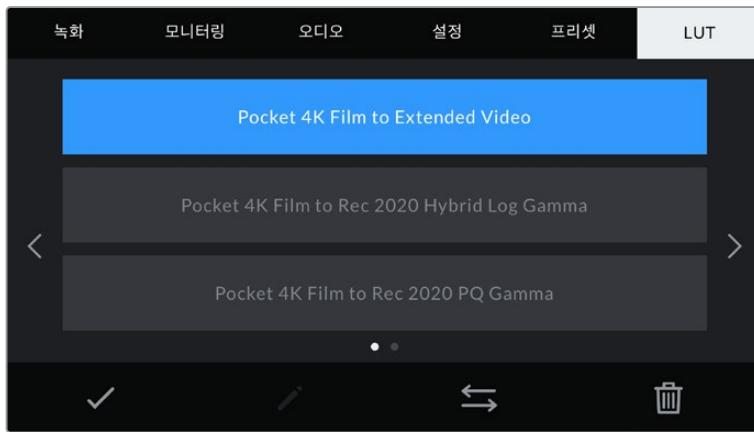 녹화 모니터링 오디오 설정 프리셋 LUT
Pocket 4K Film to Extended Video
Pocket 4K Film to Rec 2020 Hybrid Log Gamma
Pocket 4K Film to Rec 2020 PQ Gamma